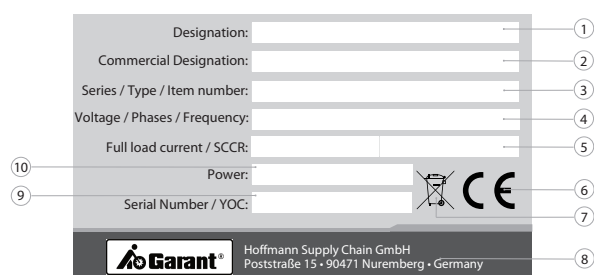 Designation: 1
Commercial Designation: 2
Series / Type / Item number: 3
Voltage / Phases / Frequency: 4
Full load current / SCCR: 5
10 Power: 6
9 Serial Number / YOC: 7
CE
Garant® Hoffmann Supply Chain GmbH
Poststraße 15 • 90471 Nuremberg • Germany 8